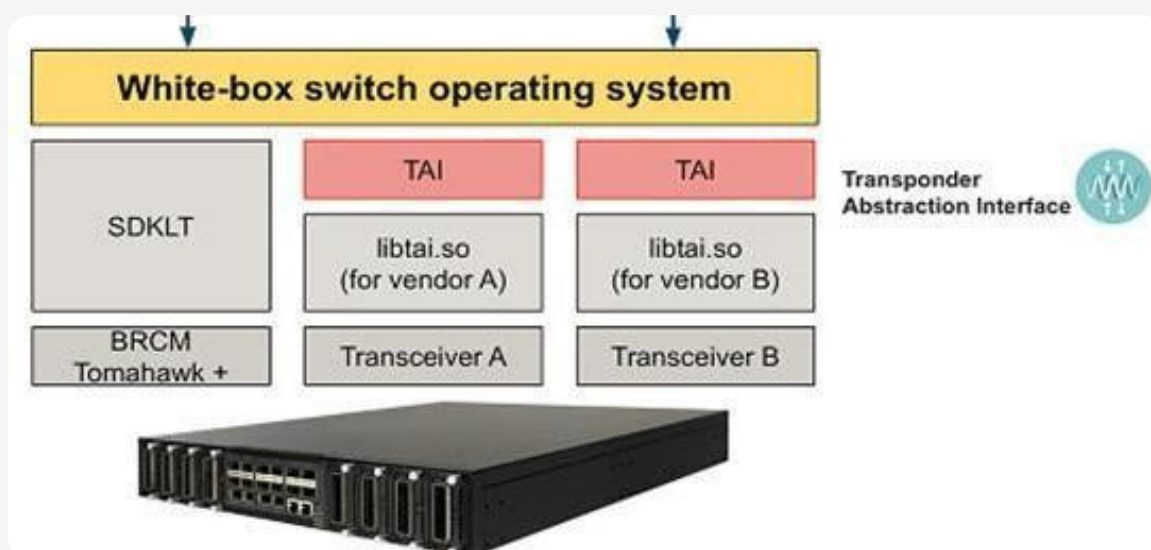 White-box switch operating system
SDKLT
TAI
TAI
libtai.so
(for vendor A)
libtai.so
(for vendor B)
BRCM
Tomahawk +
Transceiver A
Transceiver B
Transponder
Abstraction Interface